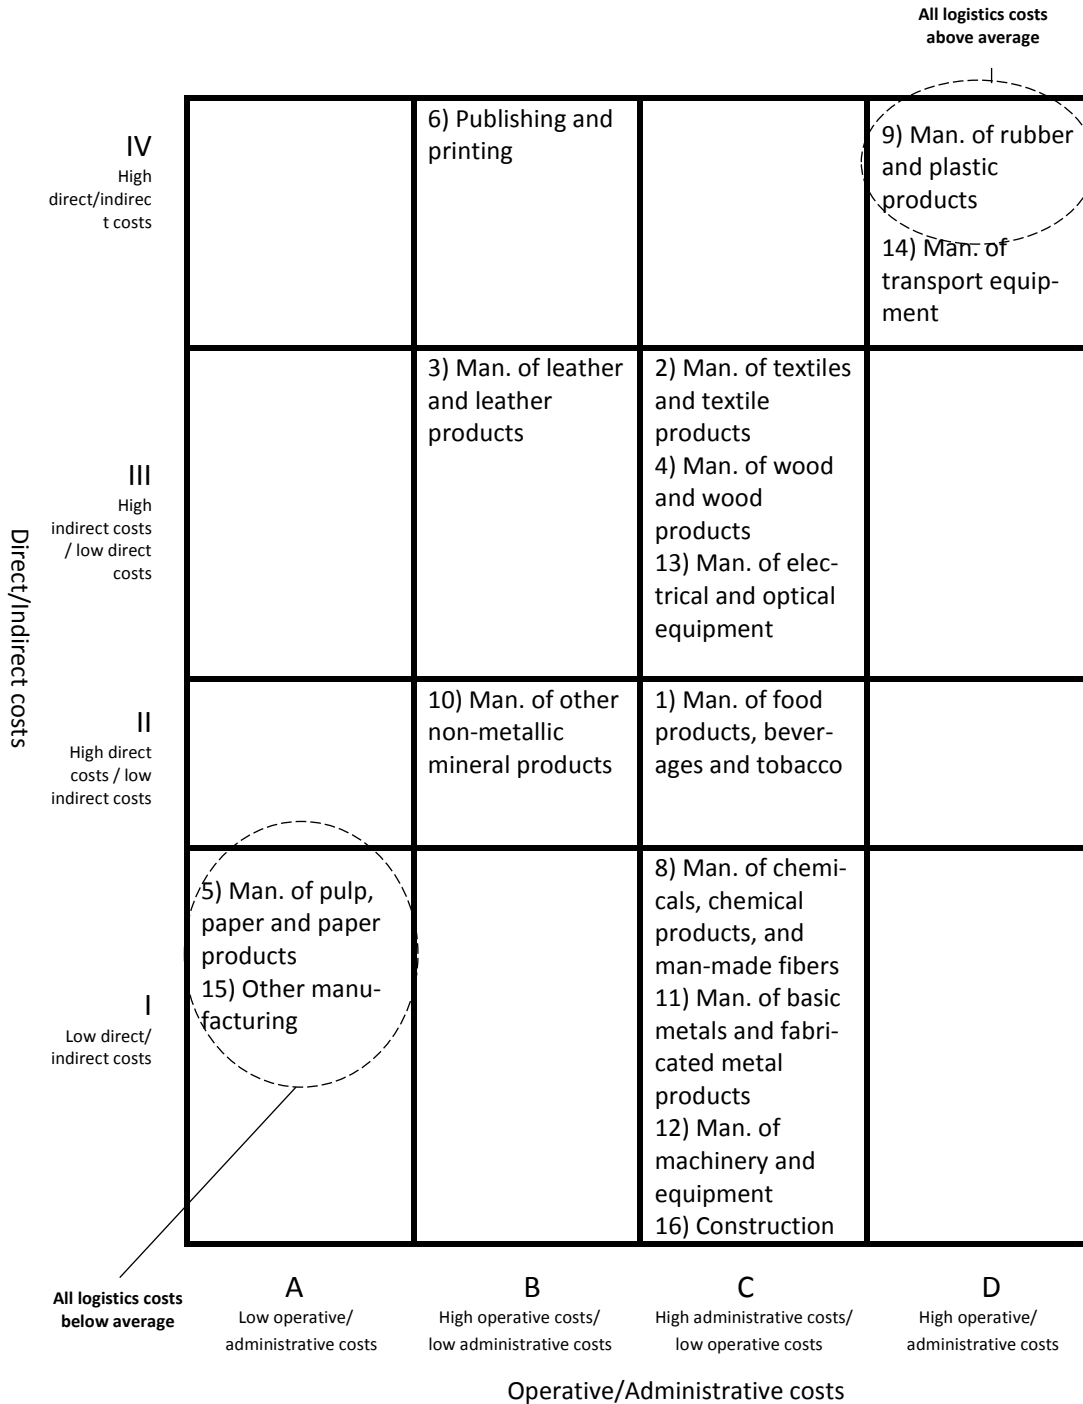 All logistics costs
above average
IV
High
direct/indirec
t costs
6) Publishing and
printing
9) Man. of rubber
and plastic
products
14) Man. of
transport equip-
ment
III
High
indirect costs
/ low direct
costs
3) Man. of leather
and leather
products
2) Man. of textiles
and textile
products
4) Man. of wood
and wood
products
13) Man. of elec-
trical and optical
equipment
Direct/Indirect costs
II
High direct
costs / low
indirect costs
10) Man. of other
non-metallic
mineral products
1) Man. of food
products, bever-
ages and tobacco
I
Low direct/
indirect costs
5) Man. of pulp,
paper and paper
products
15) Other manu-
facturing
8) Man. of chemi-
cals, chemical
products, and
man-made fibers
11) Man. of basic
metals and fabri-
cated metal
products
12) Man. of
machinery and
equipment
16) Construction
All logistics costs
below average
A
Low operative/
administrative costs
B
High operative costs/
low administrative costs
C
High administrative costs/
low operative costs
D
High operative/
administrative costs
Operative/Administrative costs